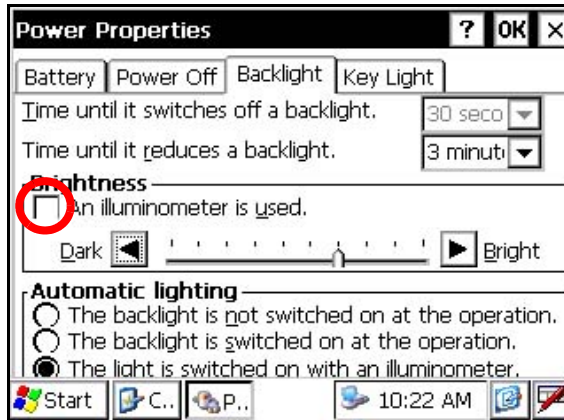 Power Properties ? OK ×
Battery Power Off Backlight Key Light
Time until it switches off a backlight. 30 seco
Time until it reduces a backlight. 3 minut
Brightness
An illuminometer is used.
Dark Bright
Automatic lighting
The backlight is not switched on at the operation.
The backlight is switched on at the operation.
The light is switched on with an illuminometer.
Start C.. P.. 10:22 AM